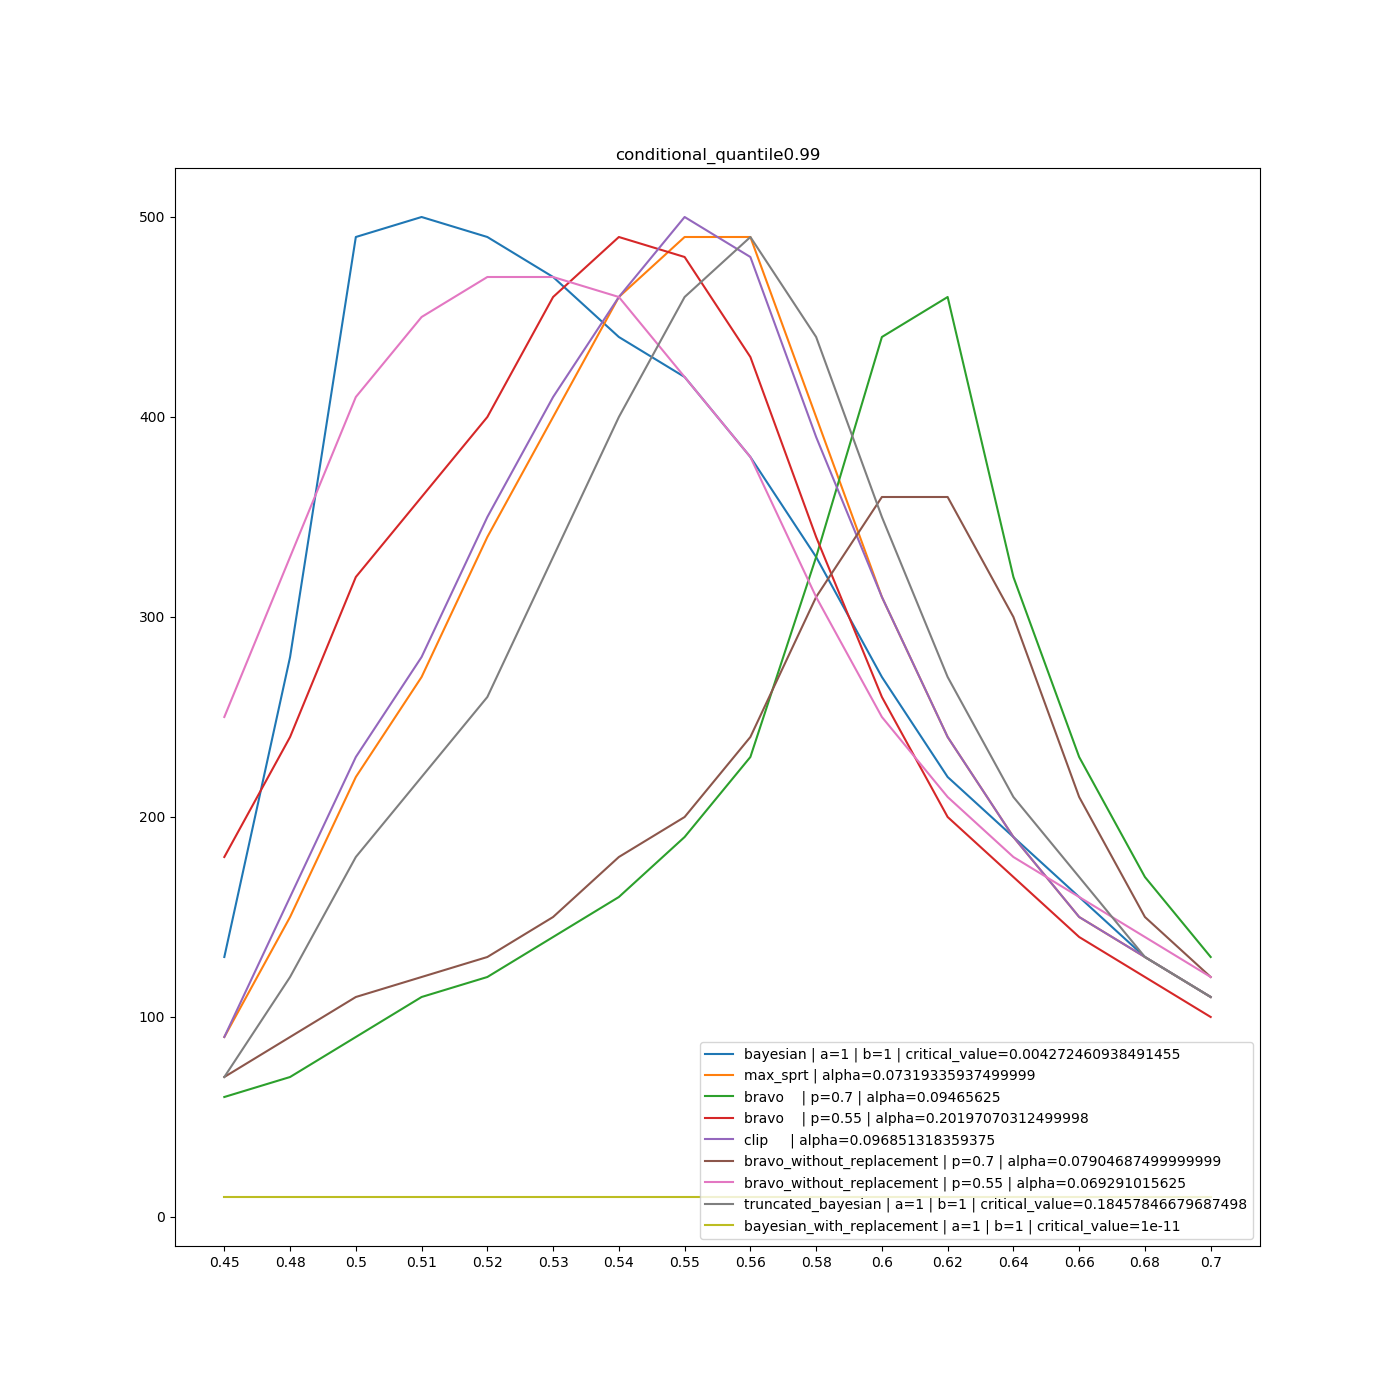 conditional_quantile0.99
500
400
300
200
100
0
bayesian | a=1 | b=1 | critical_value=0.004272460938491455
max_sprt | alpha=0.07319335937499999
bravo    | p=0.7 | alpha=0.09465625
bravo    | p=0.55 | alpha=0.20197070312499998
clip     | alpha=0.096851318359375
bravo_without_replacement | p=0.7 | alpha=0.07904687499999999
bravo_without_replacement | p=0.55 | alpha=0.069291015625
truncated_bayesian | a=1 | b=1 | critical_value=0.18457846679687498
bayesian_with_replacement | a=1 | b=1 | critical_value=1e-11
0.45 0.48 0.5 0.51 0.52 0.53 0.54 0.55 0.56 0.58 0.6 0.62 0.64 0.66 0.68 0.7